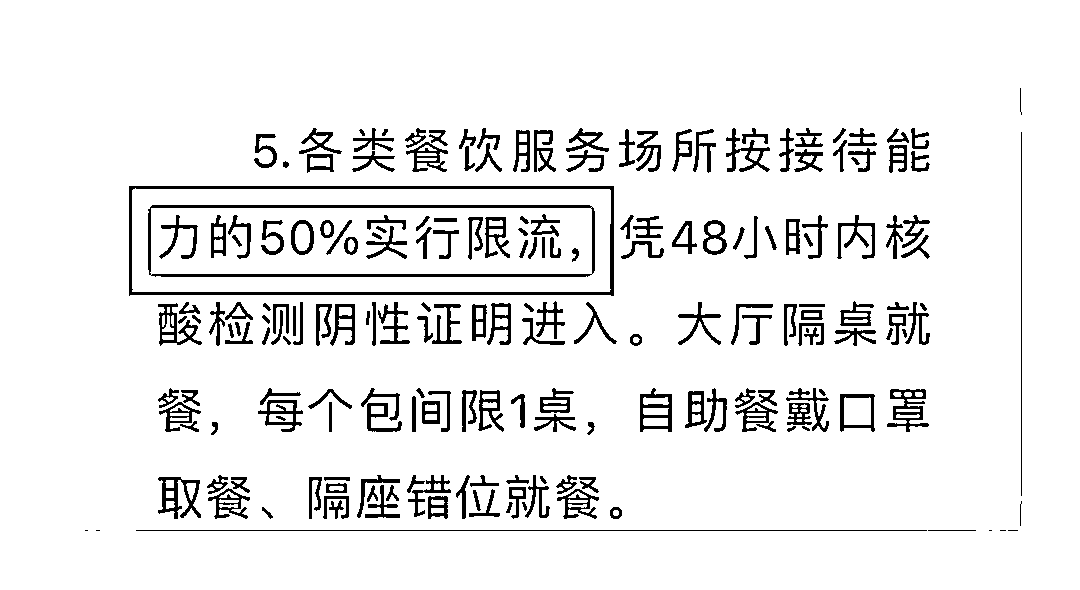 5.各类餐饮服务场所按接待能
力的50%实行限流，凭48小时内核
酸检测阴性证明进入。大厅隔桌就
餐，每个包间限1桌，自助餐戴口罩
取餐、隔座错位就餐。